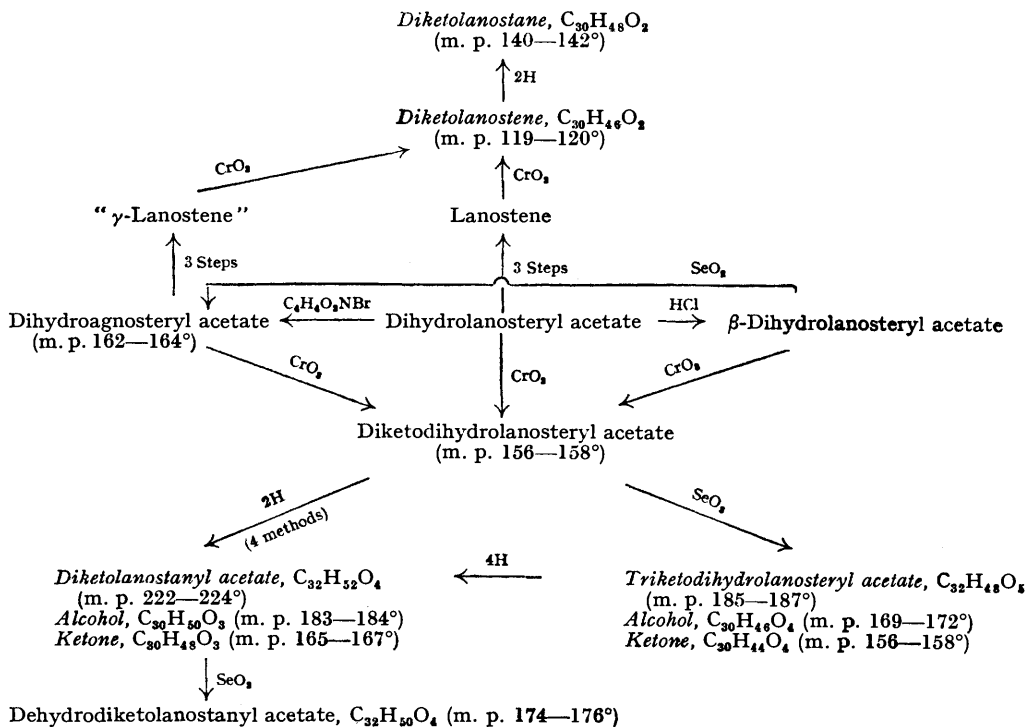 Diketolanostane, C₃₀H₄₈O₂
(m. p. 140—142°)
2H
Diketolanostene, C₃₀H₄₆O₂
(m. p. 119—120°)
CrO₃
CrO₃
“ γ-Lanostene”
Lanostene
3 Steps
3 Steps
SeO₂
Dihydroagnosteryl acetate
(m. p. 162—164°)
C₄H₄O₂NBr
Dihydrolanosteryl acetate
HCl
β-Dihydrolanosteryl acetate
CrO₃
CrO₃
CrO₃
Diketodihydrolanosteryl acetate
(m. p. 156—158°)
2H
(4 methods)
SeO₂
Diketolanostanyl acetate, C₃₂H₅₂O₄
(m. p. 222—224°)
Alcohol, C₃₀H₅₀O₃ (m. p. 183—184°)
Ketone, C₃₀H₄₈O₃ (m. p. 165—167°)
4H
Triketodihydrolanosteryl acetate, C₃₂H₄₈O₅
(m. p. 185—187°)
Alcohol, C₃₀H₄₆O₄ (m. p. 169—172°)
Ketone, C₃₀H₄₄O₄ (m. p. 156—158°)
SeO₂
Dehydrodiketolanostanyl acetate, C₃₂H₅₀O₄ (m. p. 174—176°)